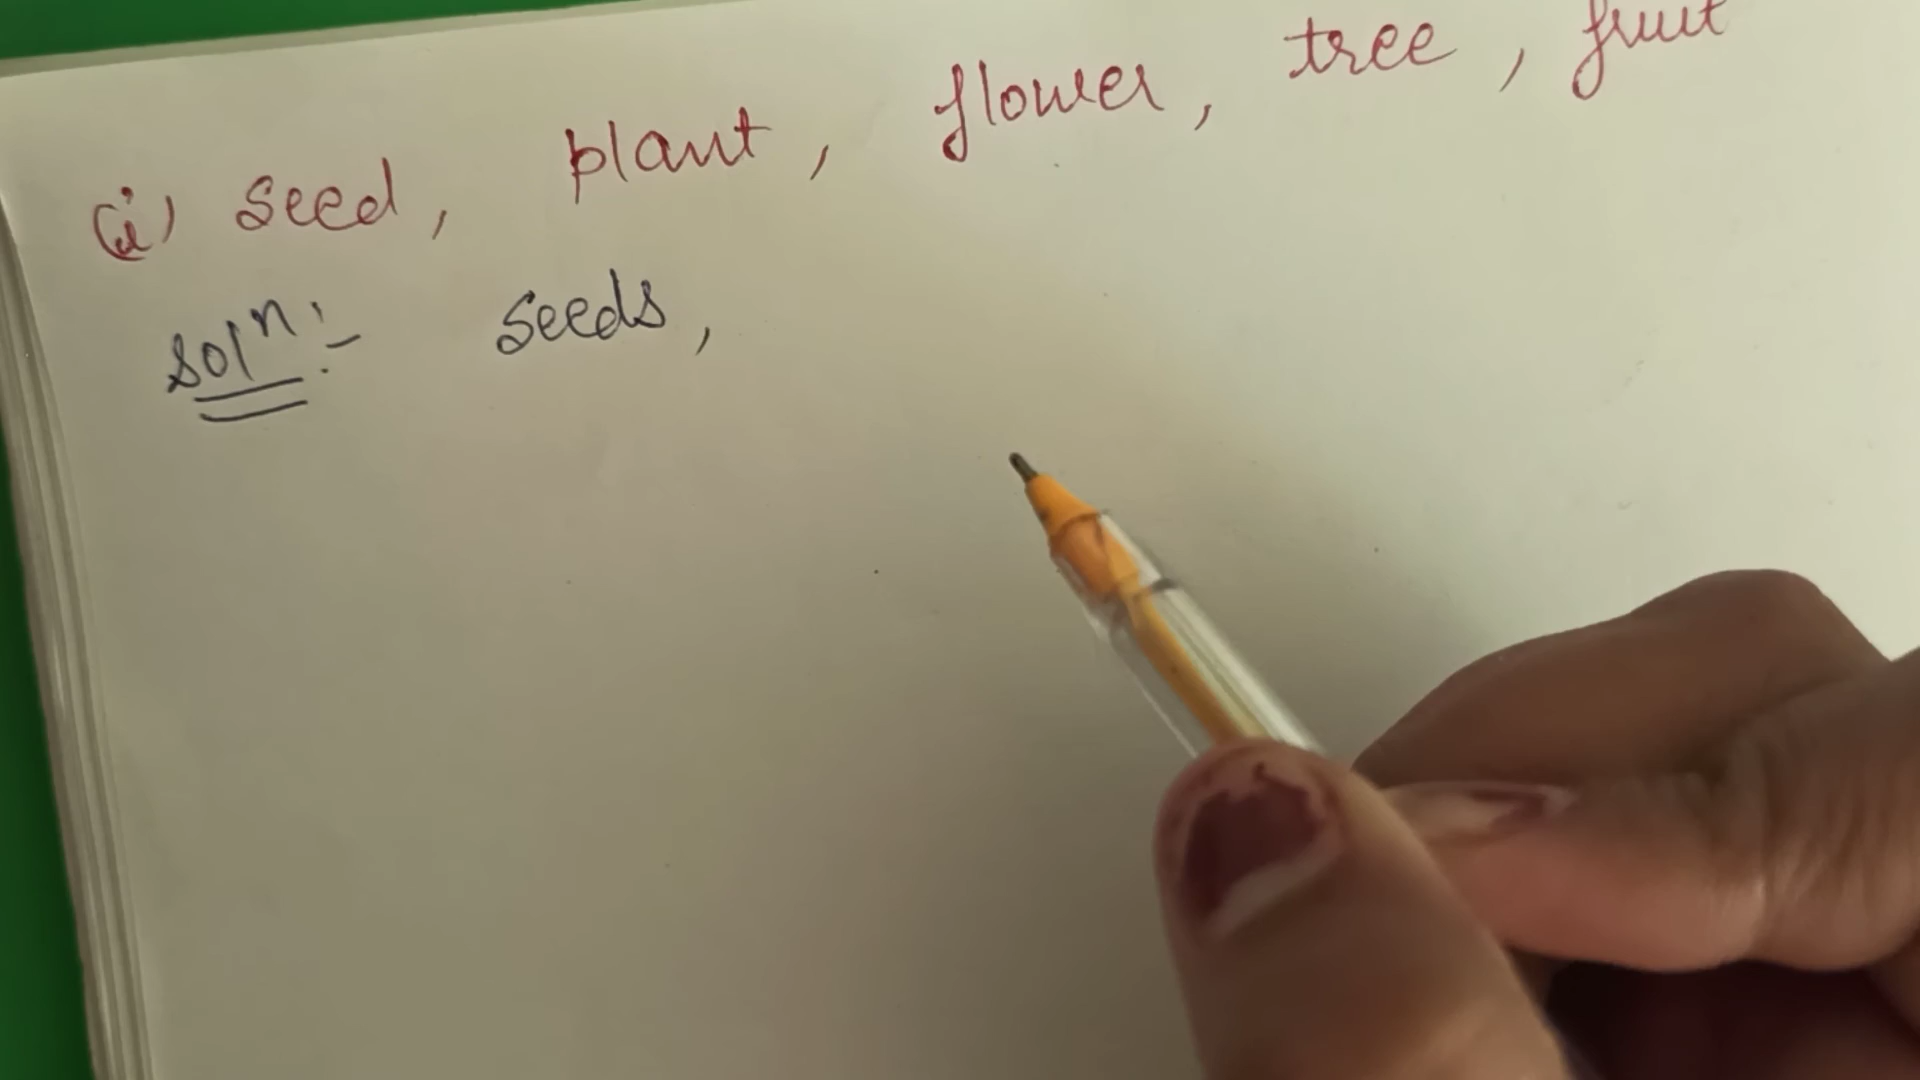 (i) seed, plant, flower, tree, fruit
Solⁿ:- Seeds,